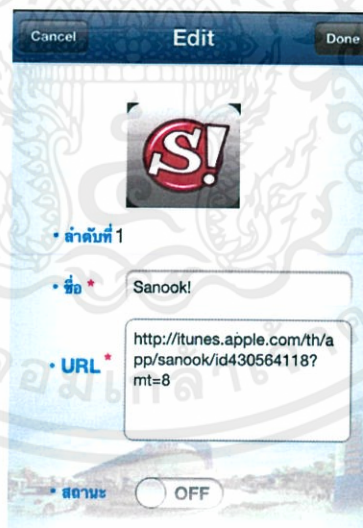 Cancel Edit Done
S!
• ลำดับที่ 1
• ชื่อ * Sanook!
• URL * http://itunes.apple.com/th/a
pp/sanook/id430564118?
mt=8
• สถานะ OFF